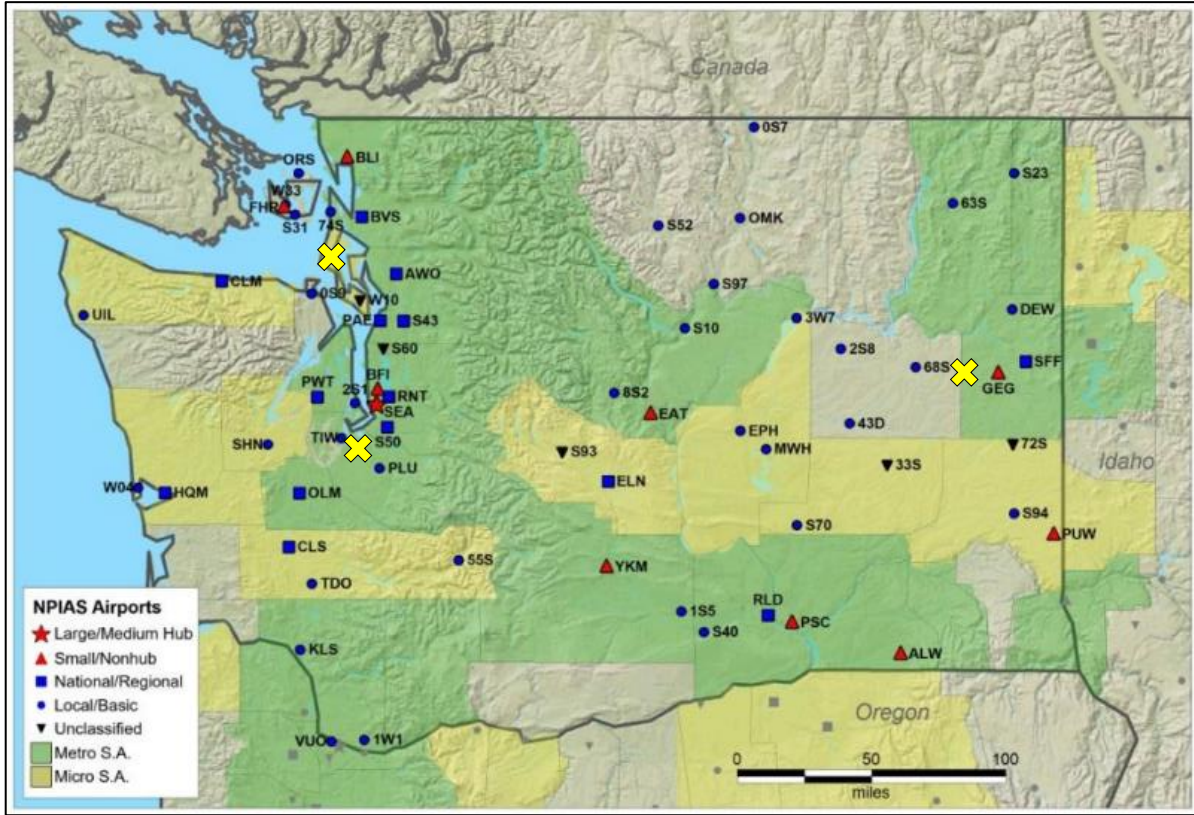 Canada
0S7
BLI
ORS
S23
W33
FHR
63S
S31
74S
BVS
OMK
S52
CLM
AWO
S97
0S9
W10
UIL
PAE
S43
3W7
DEW
S10
S60
2S8
SFF
68S
GEG
BFI
PWT
2S1
RNT
8S2
SEA
EAT
43D
TIW
S50
EPH
SHN
S93
MWH
72S
33S
Idaho
PLU
ELN
W04
HQM
OLM
S94
S70
PUW
CLS
55S
YKM
TDO
NPIAS Airports
Large/Medium Hub
Small/Nonhub
National/Regional
Local/Basic
Unclassified
Metro S.A.
Micro S.A.
RLD
1S5
PSC
S40
KLS
ALW
Oregon
VUO
1W1
0 50 100
miles